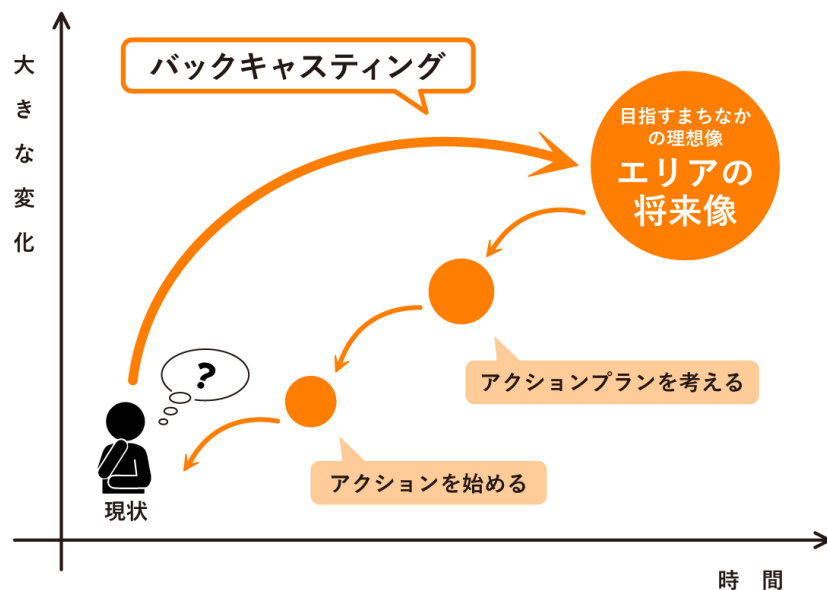 大きな変化
バックキャスティング
目指すまちなか
の理想像
エリアの
将来像
?
アクションプランを考える
アクションを始める
現状
時間